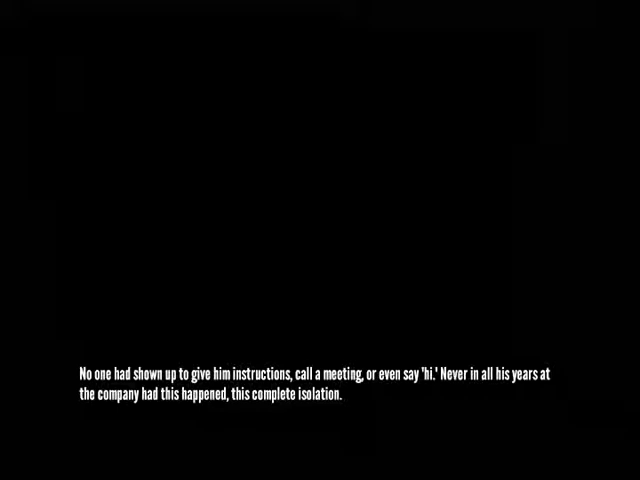 No one had shown up to give him instructions, call a meeting, or even say 'hi.' Never in all his years at
the company had this happened, this complete isolation.